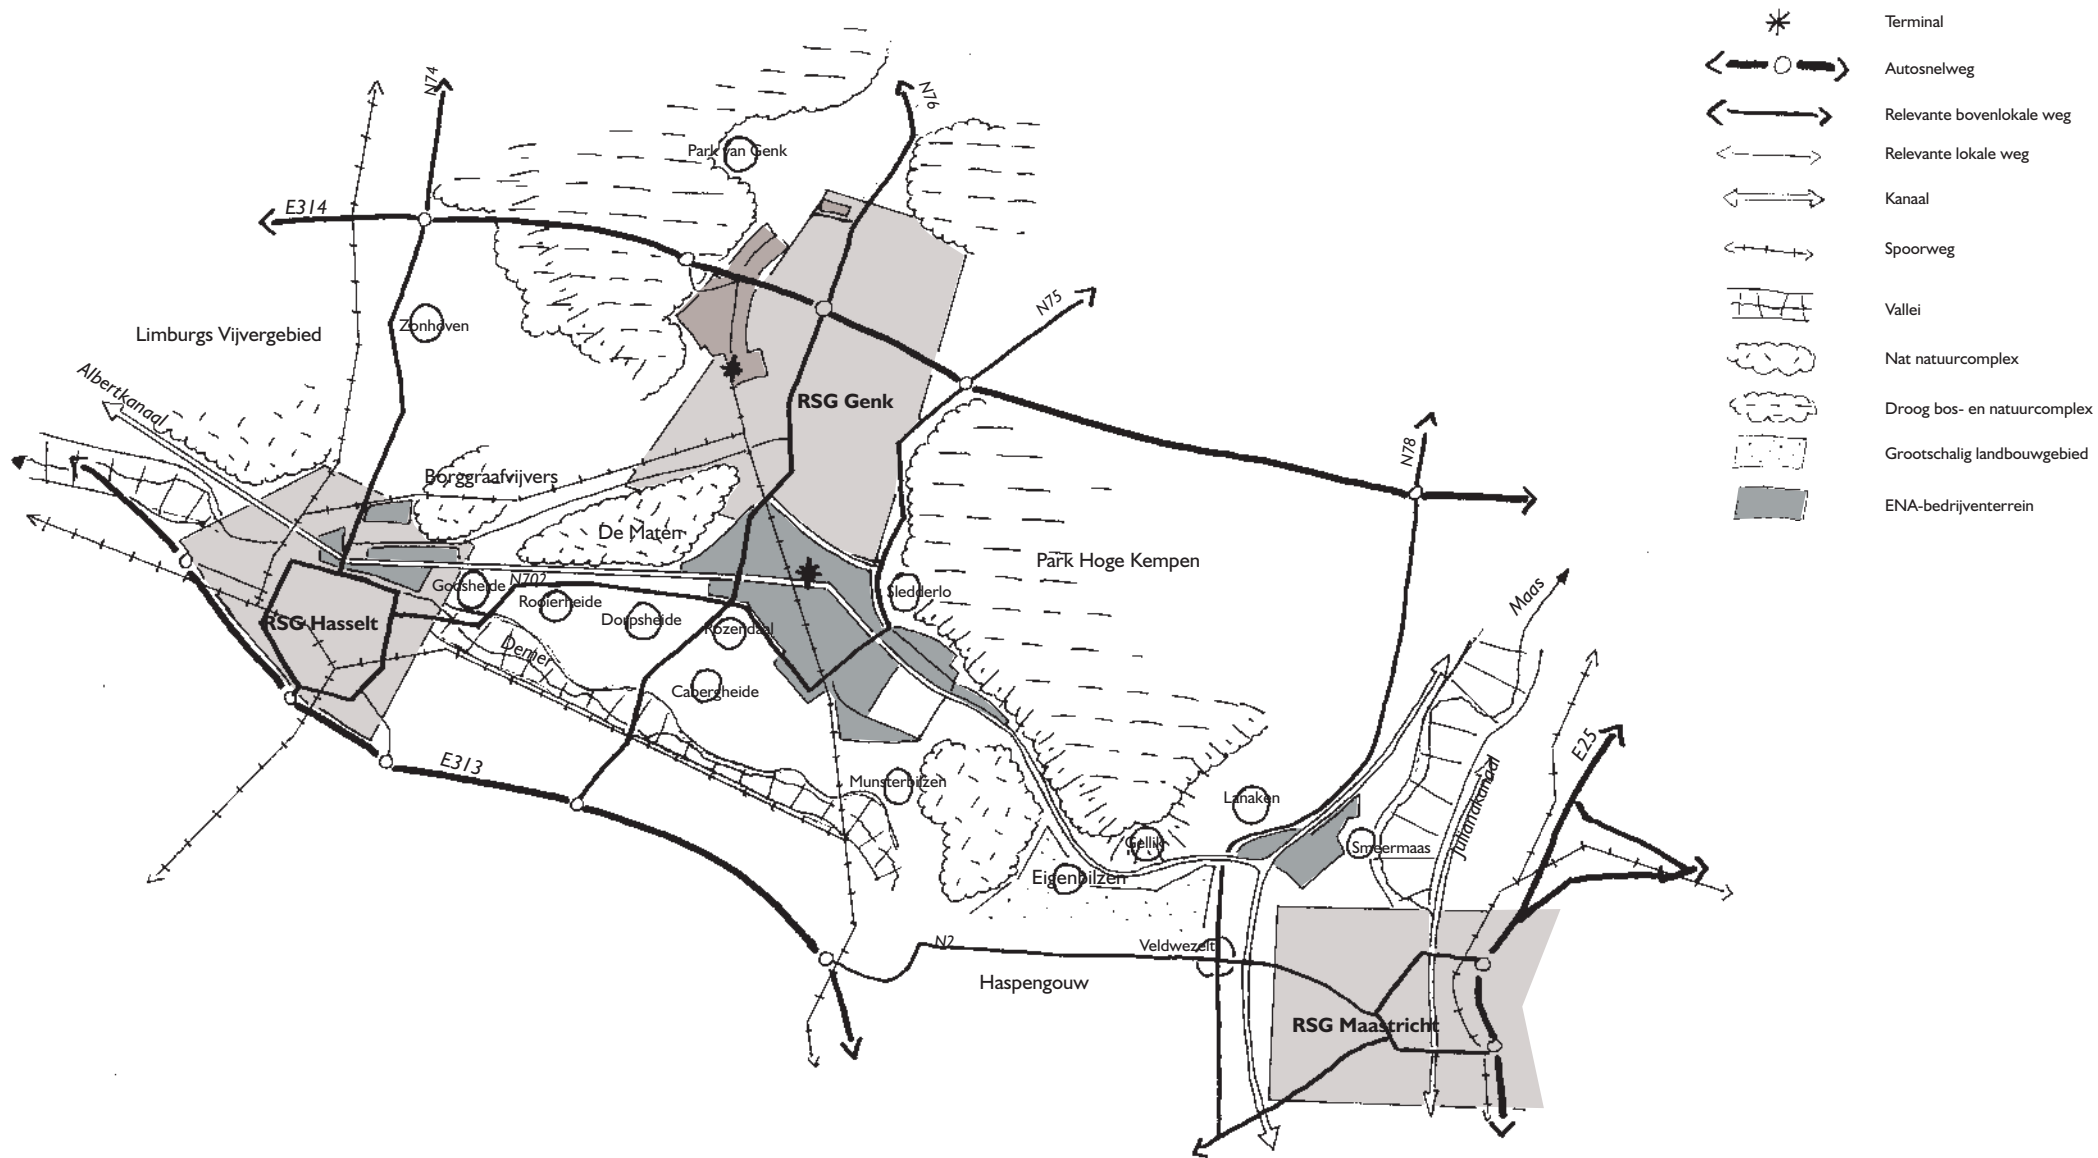 Terminal
Autosnelweg
Relevante bovenlokale weg
Relevante lokale weg
Kanaal
Spoorweg
Vallei
Nat natuurcomplex
Droog bos- en natuurcomplex
Grootschalig landbouwgebied
ENA-bedrijventerrein
N74
N76
Park van Genk
E314
N75
Zonhoven
Limburgs Vijvergebied
Albertkanaal
RSG Genk
N78
Borggraafvijvers
De Maten
Park Hoge Kempen
Godsheide
N702
Rooierheide
Sledderlo
Maas
RSG Hasselt
Dorpsheide
Rozendaal
Demer
Cabergheide
E313
E25
Munsterbilzen
Lanaken
Julianakanaal
Gellik
Smeermaas
Eigenbilzen
N2
Veldwezelt
Haspengouw
RSG Maastricht